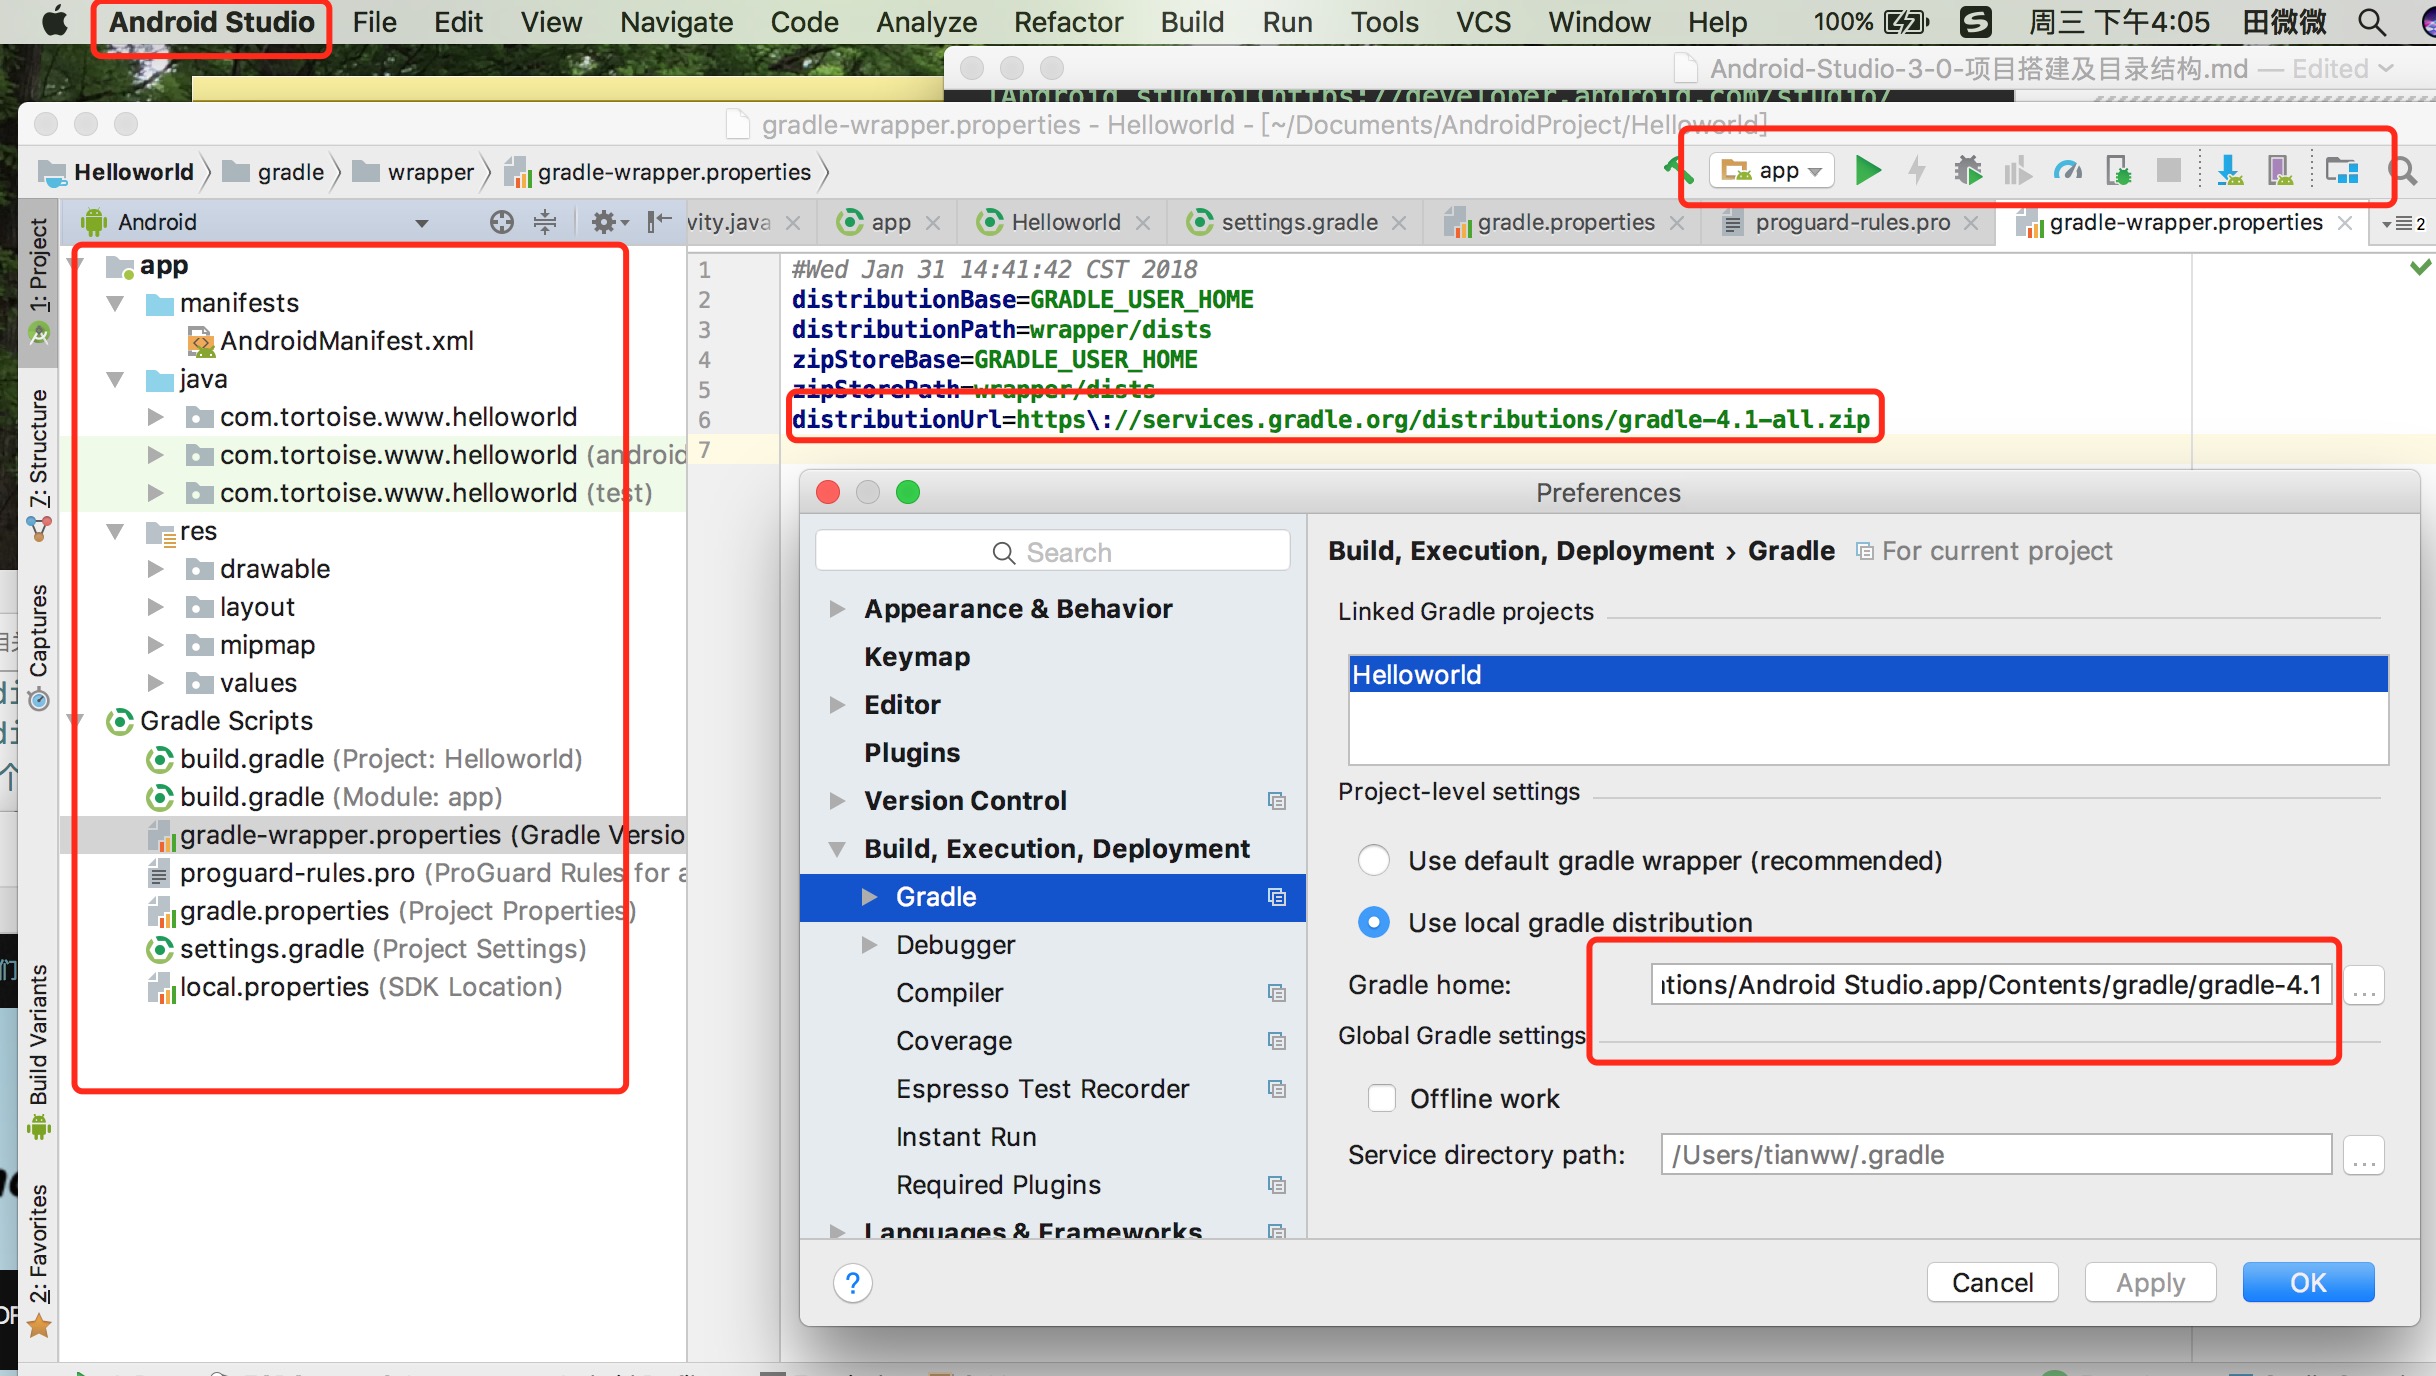 Android Studio File Edit View Navigate Code Analyze Refactor Build Run Tools VCS Window Help 100% 周三 下午4:05 田微微
Android-Studio-3-0-项目搭建及目录结构.md — Edited
[Android studio](https://developer.android.com/studio/
gradle-wrapper.properties - Helloworld - [~/Documents/AndroidProject/Helloworld]
Helloworld gradle wrapper gradle-wrapper.properties app
Android
vity.java app Helloworld settings.gradle gradle.properties proguard-rules.pro gradle-wrapper.properties 2
1: Project
7: Structure
Captures
Build Variants
2: Favorites
app
manifests
AndroidManifest.xml
java
com.tortoise.www.helloworld
com.tortoise.www.helloworld (android
com.tortoise.www.helloworld (test)
res
drawable
layout
mipmap
values
Gradle Scripts
build.gradle (Project: Helloworld)
build.gradle (Module: app)
gradle-wrapper.properties (Gradle Versio
proguard-rules.pro (ProGuard Rules for a
gradle.properties (Project Properties)
settings.gradle (Project Settings)
local.properties (SDK Location)
1 #Wed Jan 31 14:41:42 CST 2018
2 distributionBase=GRADLE_USER_HOME
3 distributionPath=wrapper/dists
4 zipStoreBase=GRADLE_USER_HOME
5 zipStorePath=wrapper/dists
6 distributionUrl=https\://services.gradle.org/distributions/gradle-4.1-all.zip
7
Preferences
Search
Appearance & Behavior
Keymap
Editor
Plugins
Version Control
Build, Execution, Deployment
Gradle
Debugger
Compiler
Coverage
Espresso Test Recorder
Instant Run
Required Plugins
Languages & Frameworks
Build, Execution, Deployment › Gradle For current project
Linked Gradle projects
Helloworld
Project-level settings
Use default gradle wrapper (recommended)
Use local gradle distribution
Gradle home: ations/Android Studio.app/Contents/gradle/gradle-4.1 ...
Global Gradle settings
Offline work
Service directory path: /Users/tianww/.gradle ...
? Cancel Apply OK